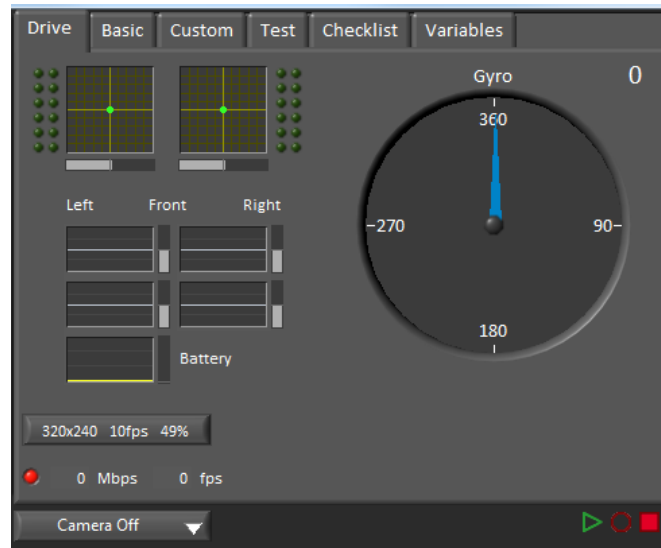 Drive Basic Custom Test Checklist Variables
Gyro 0
360
Left Front Right
270 90
180
Battery
320x240 10fps 49%
0 Mbps 0 fps
Camera Off